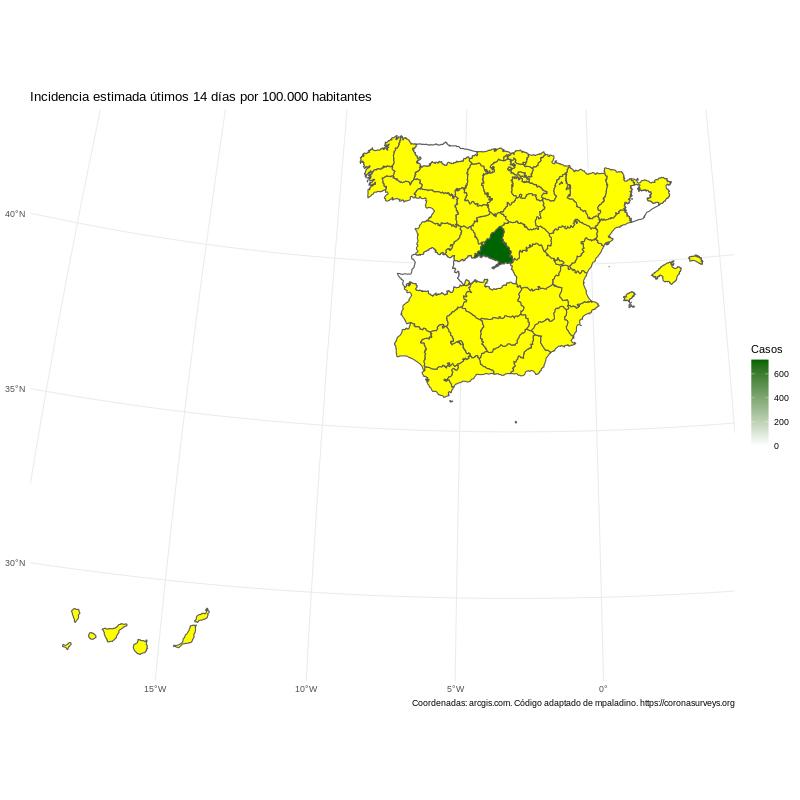 Incidencia estimada útimos 14 días por 100.000 habitantes
40°N
35°N
30°N
15°W
10°W
5°W
0°
Casos
600
400
200
0
Coordenadas: arcgis.com. Código adaptado de mpaladino. https://coronasurveys.org